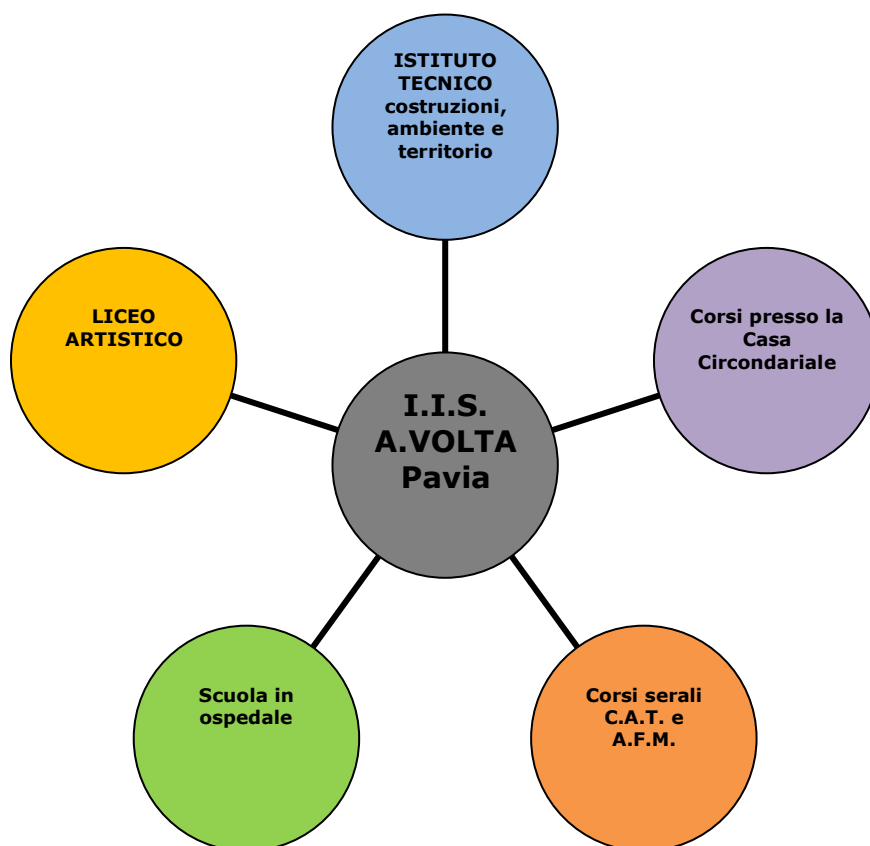 ISTITUTO
TECNICO
costruzioni,
ambiente e
territorio
LICEO
ARTISTICO
Corsi presso la
Casa
Circondariale
I.I.S.
A.VOLTA
Pavia
Scuola in
ospedale
Corsi serali
C.A.T. e
A.F.M.